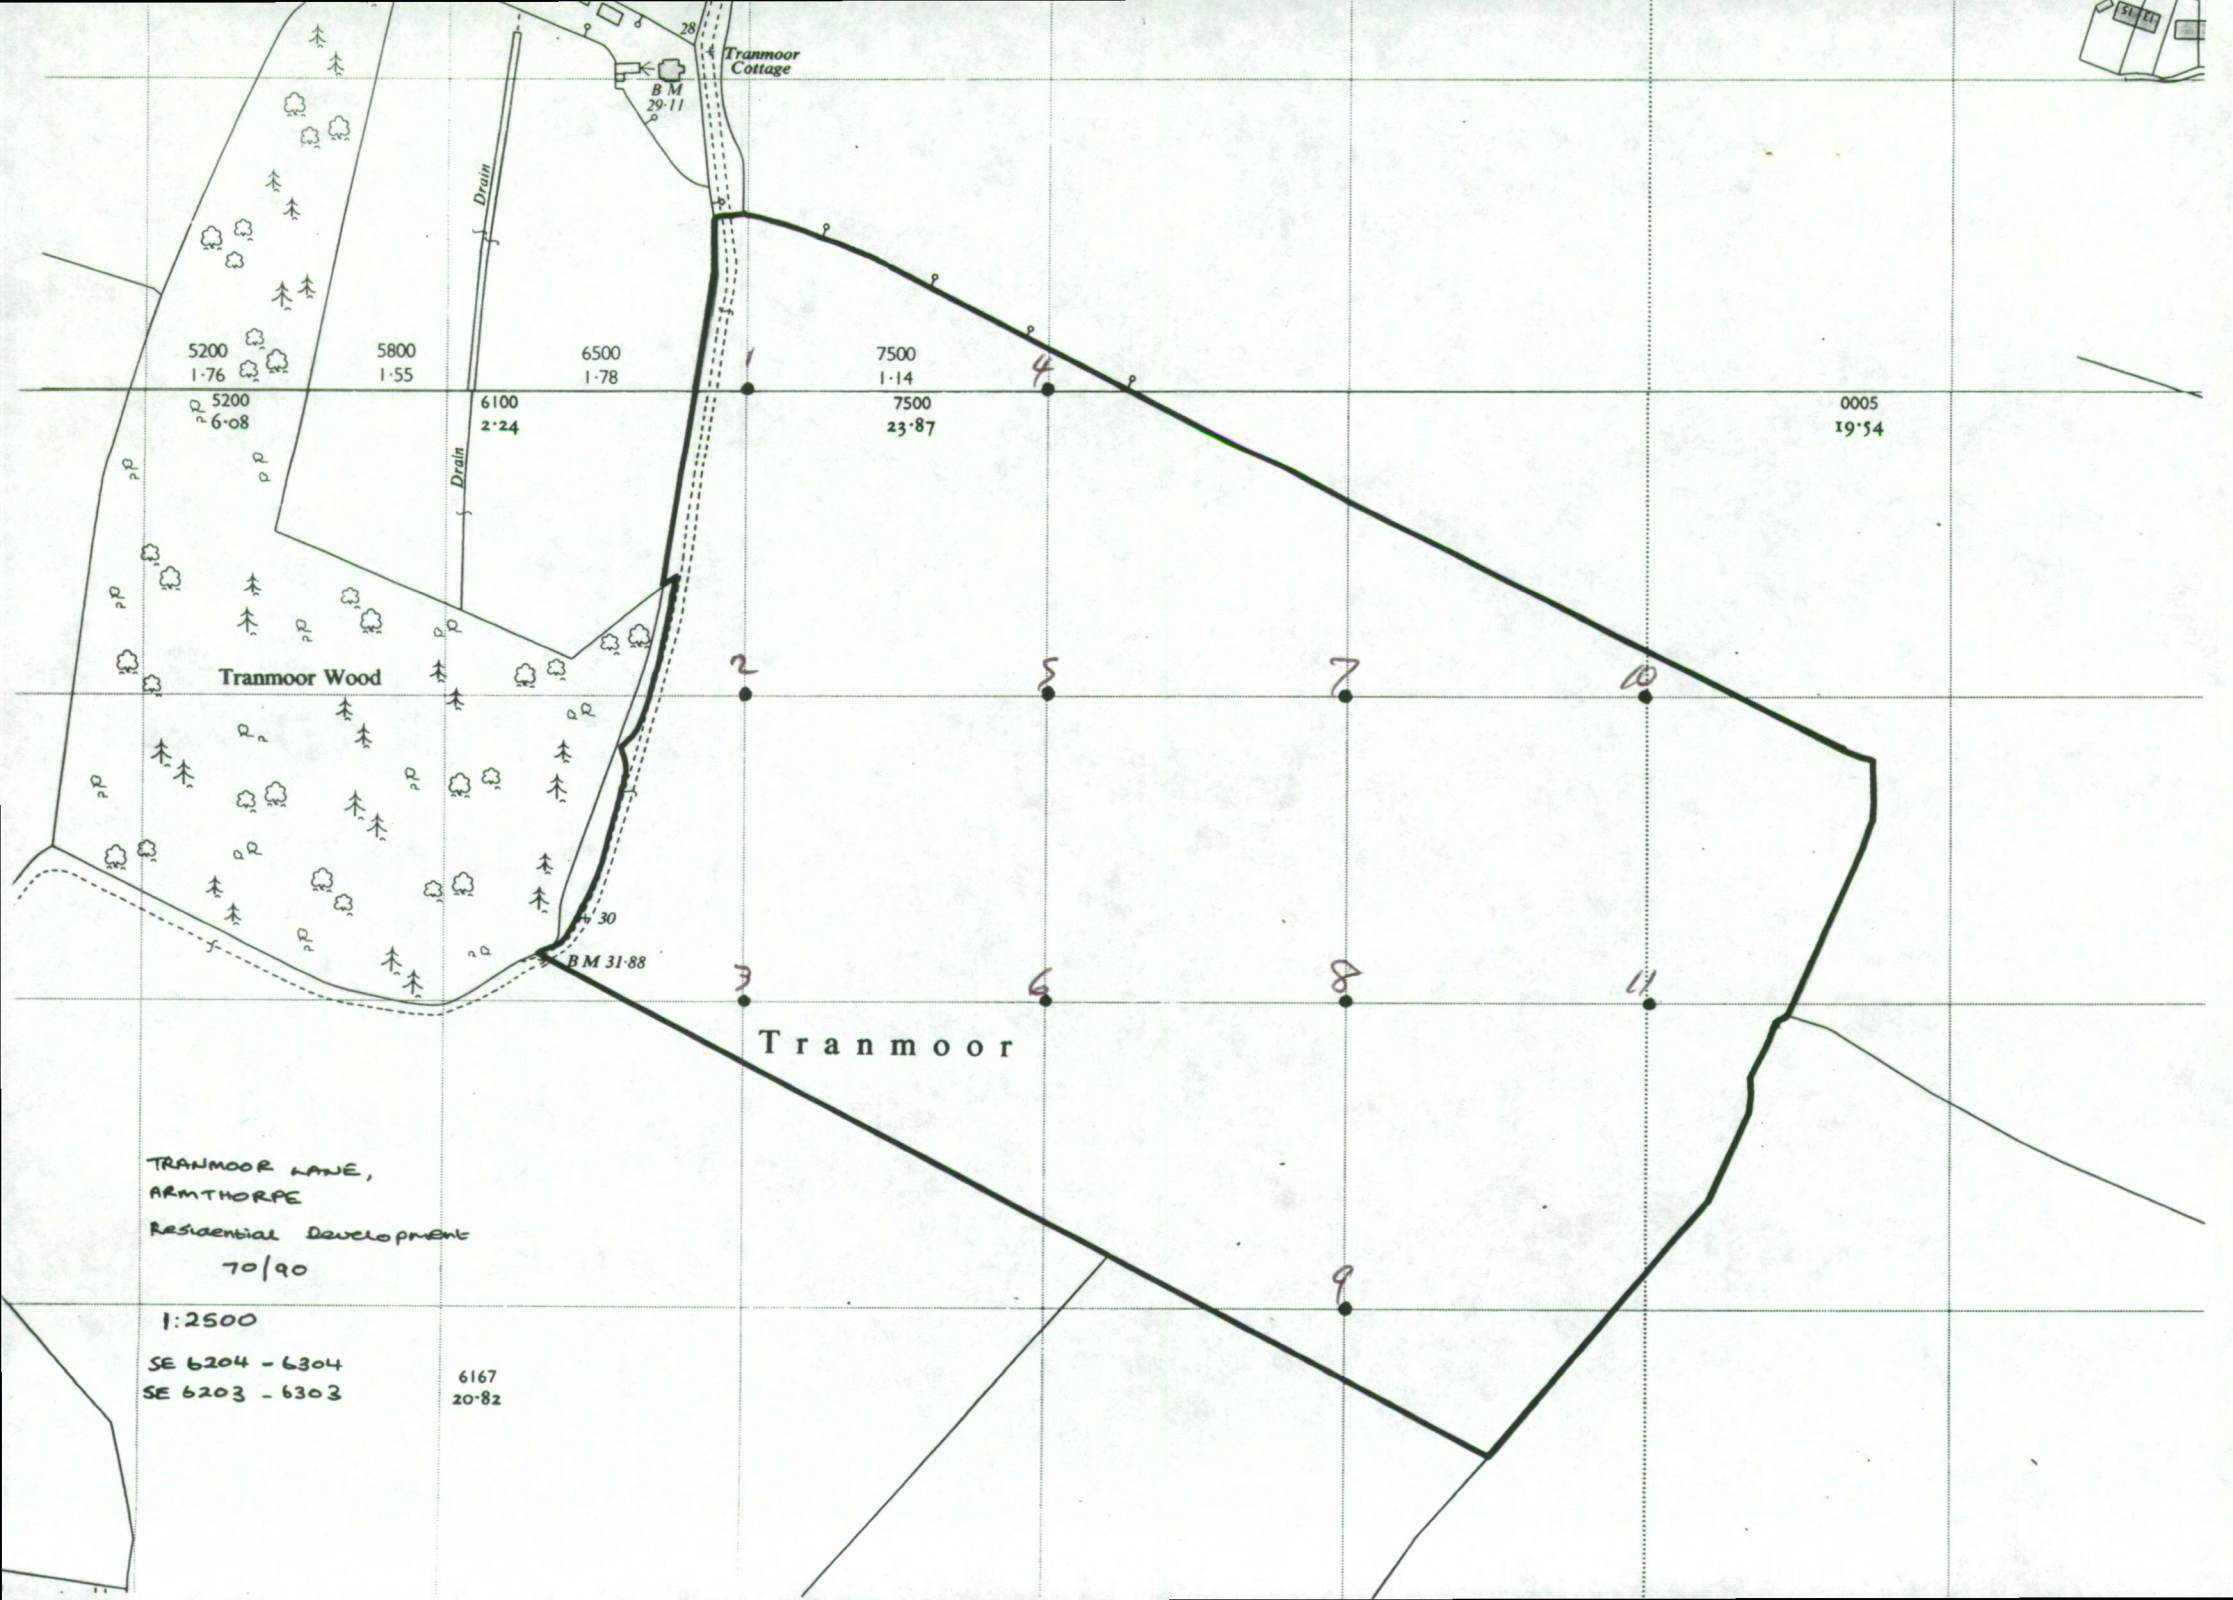 28
Tranmoor
Cottage
B M
29·11
Drain
5200
1·76
5800
1·55
6500
1·78
7500
1·14
1
4
5200
6·08
6100
2·24
7500
23·87
0005
19·54
Drain
Tranmoor Wood
2
5
7
10
30
B M 31·88
3
6
8
11
Tranmoor
TRANMOOR LANE,
ARMTHORPE
Residential Development
70/90
9
1:2500
SE 6204 - 6304
SE 6203 - 6303
6167
20·82